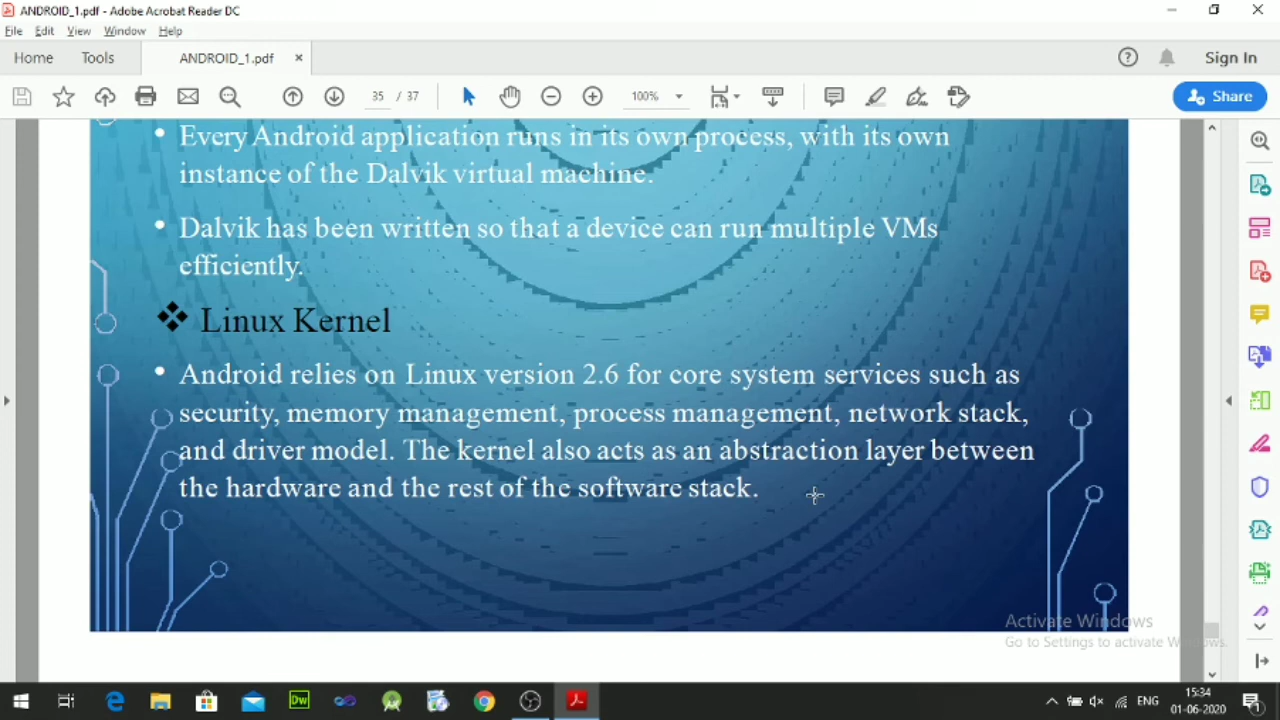 ANDROID_1.pdf - Adobe Acrobat Reader DC
File Edit View Window Help
Home Tools ANDROID_1.pdf × Sign In
35 / 37 100% Share
• Every Android application runs in its own process, with its own
instance of the Dalvik virtual machine.
• Dalvik has been written so that a device can run multiple VMs
efficiently.
❖ Linux Kernel
• Android relies on Linux version 2.6 for core system services such as
security, memory management, process management, network stack,
and driver model. The kernel also acts as an abstraction layer between
the hardware and the rest of the software stack.
Activate Windows
Go to Settings to activate Windows.
Dw
ENG
15:34
01-06-2020
1